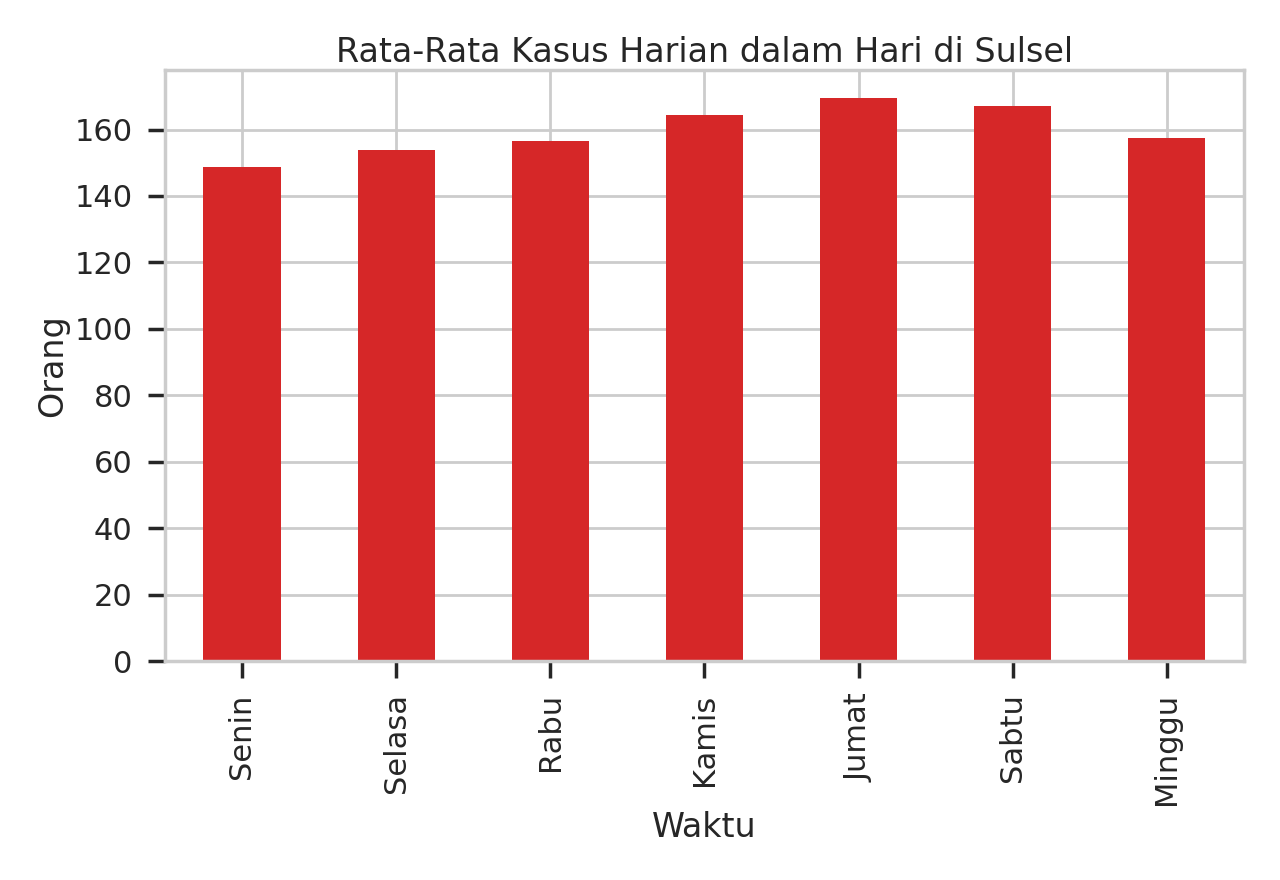 Rata-Rata Kasus Harian dalam Hari di Sulsel
Orang
160
140
120
100
80
60
40
20
0
Senin
Selasa
Rabu
Kamis
Jumat
Sabtu
Minggu
Waktu